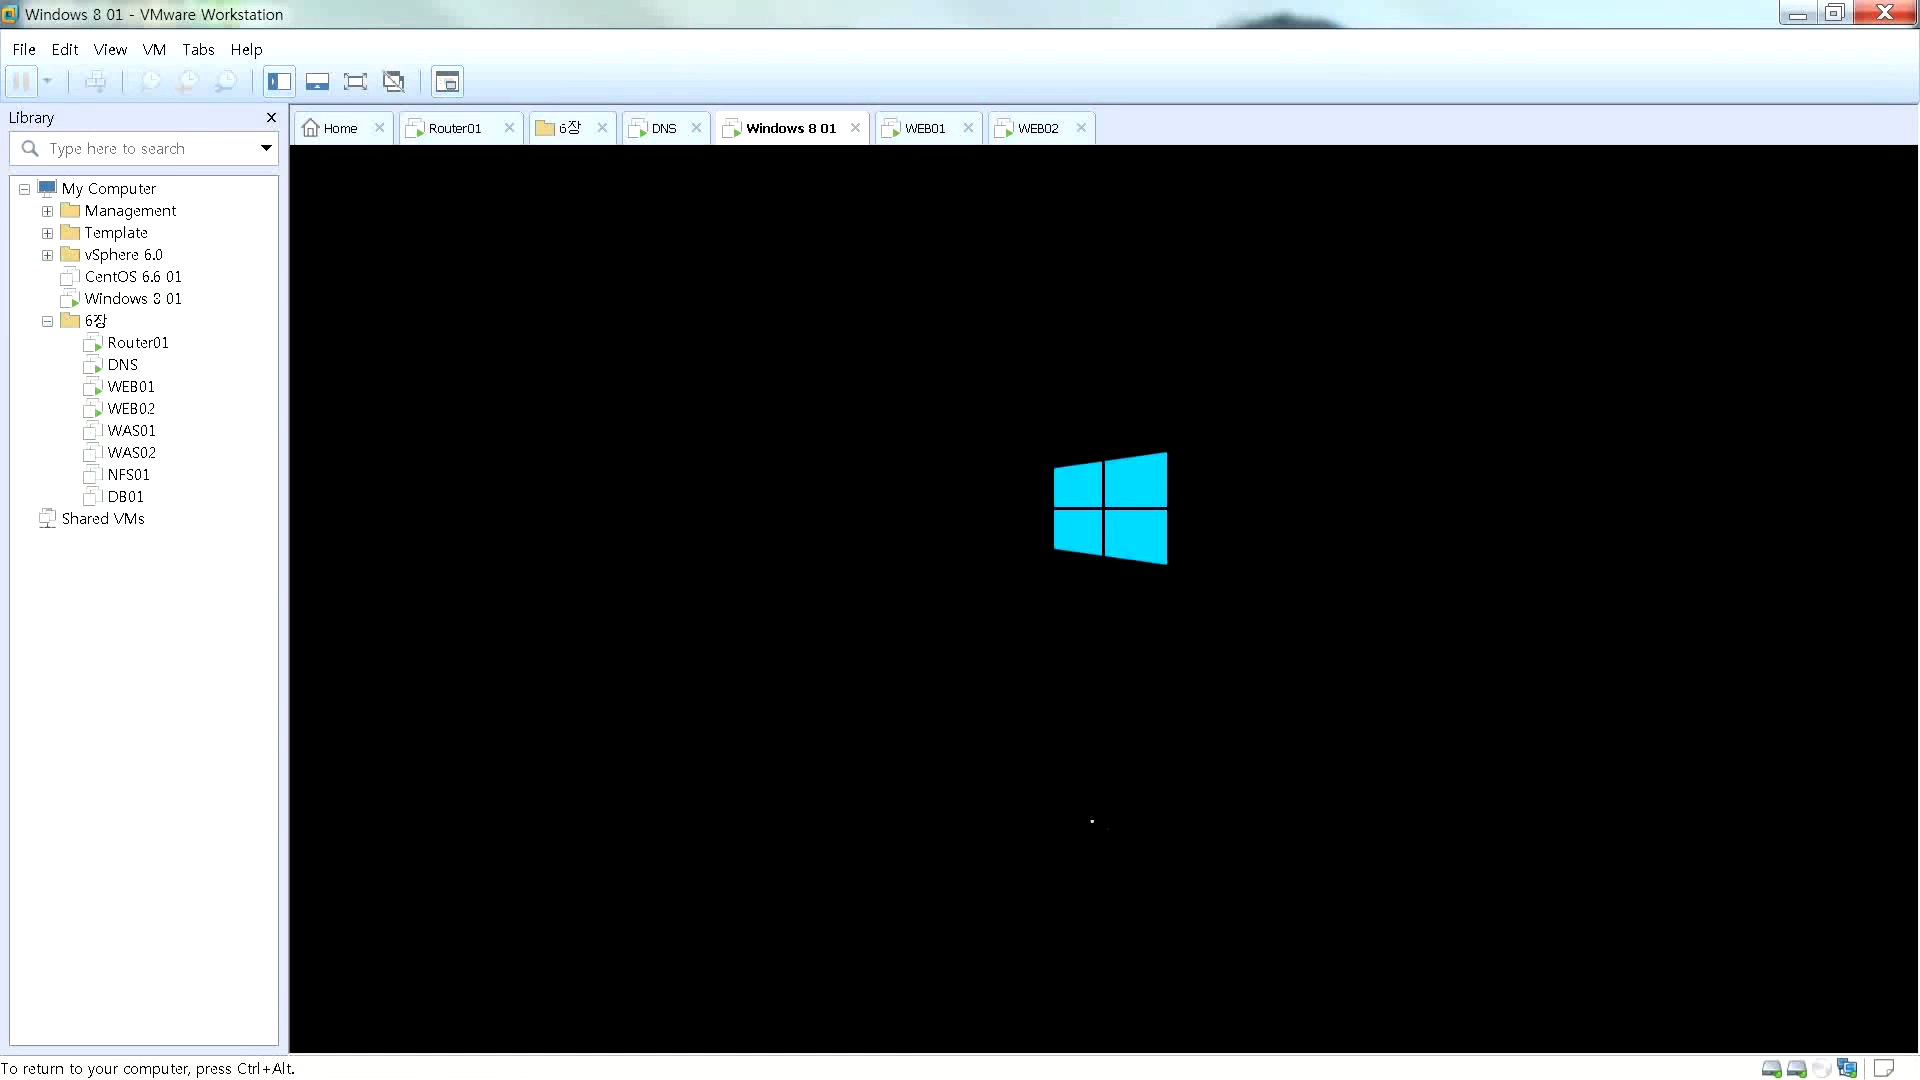 Windows 8 01 - VMware Workstation
File Edit View VM Tabs Help
Library
Type here to search
Home Router01 6장 DNS Windows 8 01 WEB01 WEB02
My Computer
Management
Template
vSphere 6.0
CentOS 6.6 01
Windows 8 01
6장
Router01
DNS
WEB01
WEB02
WAS01
WAS02
NFS01
DB01
Shared VMs
To return to your computer, press Ctrl+Alt.